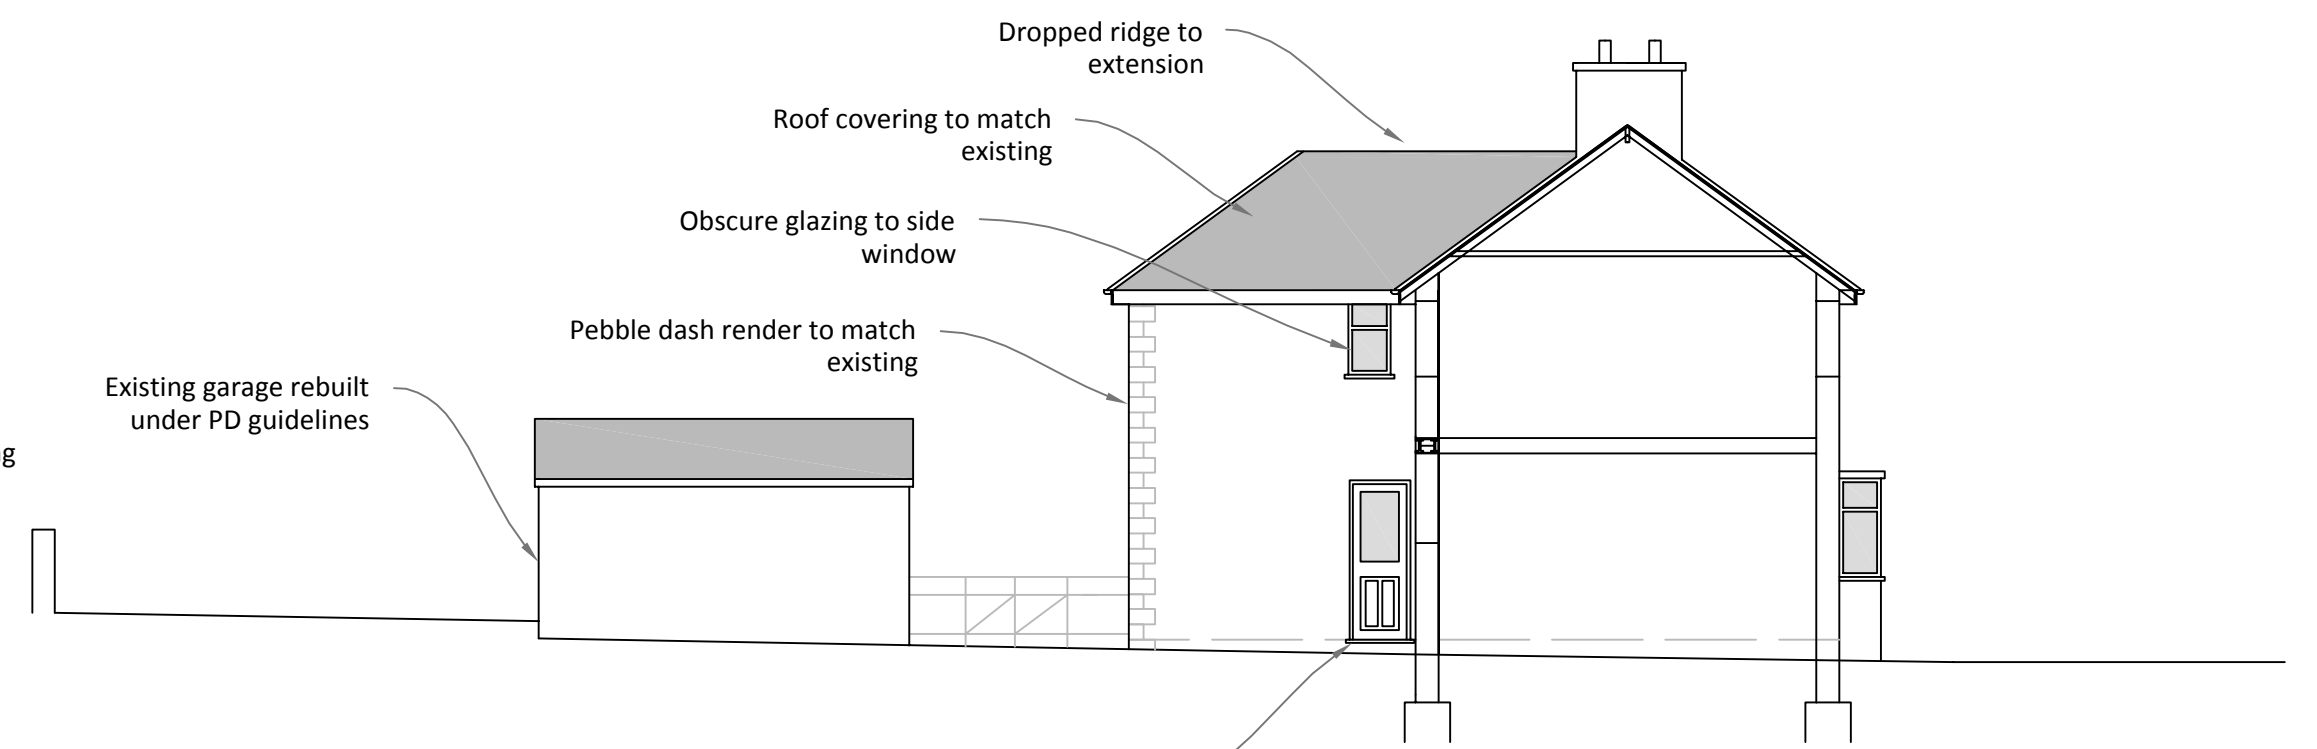 Dropped ridge to
extension
Roof covering to match
existing
Obscure glazing to side
window
Pebble dash render to match
existing
Existing garage rebuilt
under PD guidelines